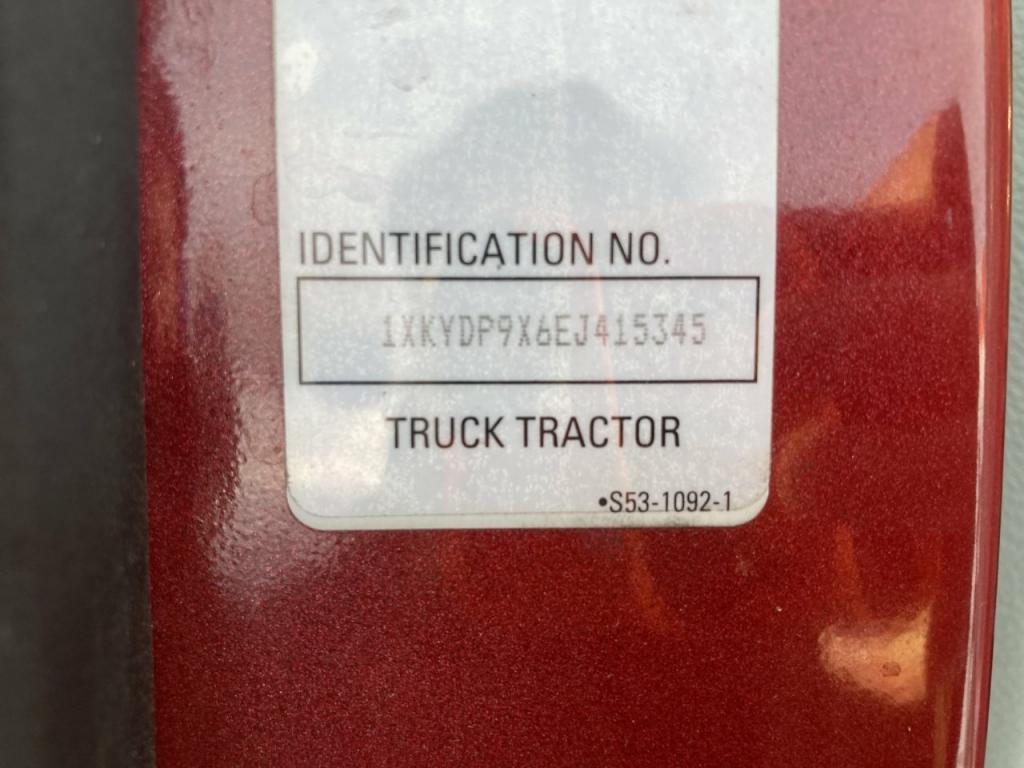 IDENTIFICATION NO.
1XKYDP9X6EJ415345
TRUCK TRACTOR
•S53-1092-1